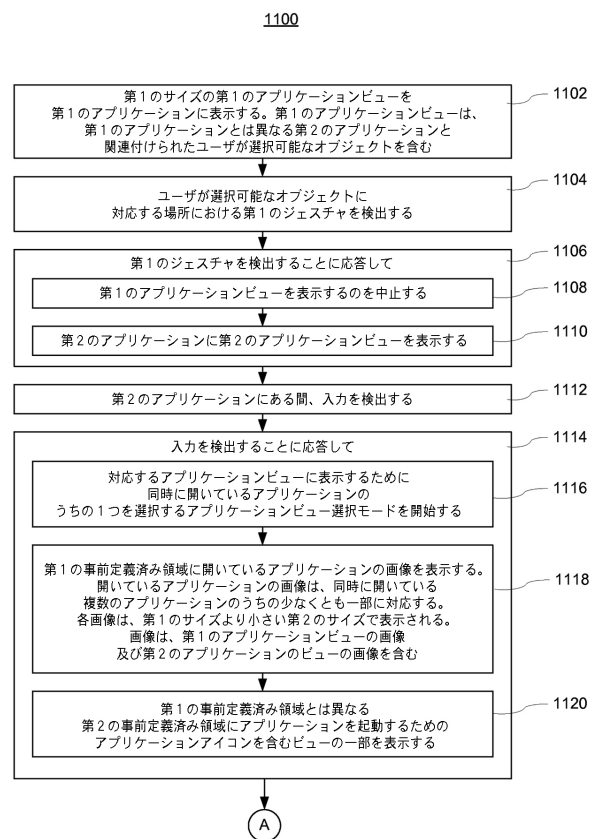 1100
第1のサイズの第1のアプリケーションビューを
第1のアプリケーションに表示する。第1のアプリケーションビューは、
第1のアプリケーションとは異なる第2のアプリケーションと
関連付けられたユーザが選択可能なオブジェクトを含む
1102
ユーザが選択可能なオブジェクトに
対応する場所における第1のジェスチャを検出する
1104
第1のジェスチャを検出することに応答して
1106
第1のアプリケーションビューを表示するのを中止する
1108
第2のアプリケーションに第2のアプリケーションビューを表示する
1110
第2のアプリケーションにある間、入力を検出する
1112
入力を検出することに応答して
1114
対応するアプリケーションビューに表示するために
同時に開いているアプリケーションの
うちの1つを選択するアプリケーションビュー選択モードを開始する
1116
第1の事前定義済み領域に開いているアプリケーションの画像を表示する。
開いているアプリケーションの画像は、同時に開いている
複数のアプリケーションのうちの少なくとも一部に対応する。
各画像は、第1のサイズより小さい第2のサイズで表示される。
画像は、第1のアプリケーションビューの画像
及び第2のアプリケーションのビューの画像を含む
1118
第1の事前定義済み領域とは異なる
第2の事前定義済み領域にアプリケーションを起動するための
アプリケーションアイコンを含むビューの一部を表示する
1120
A